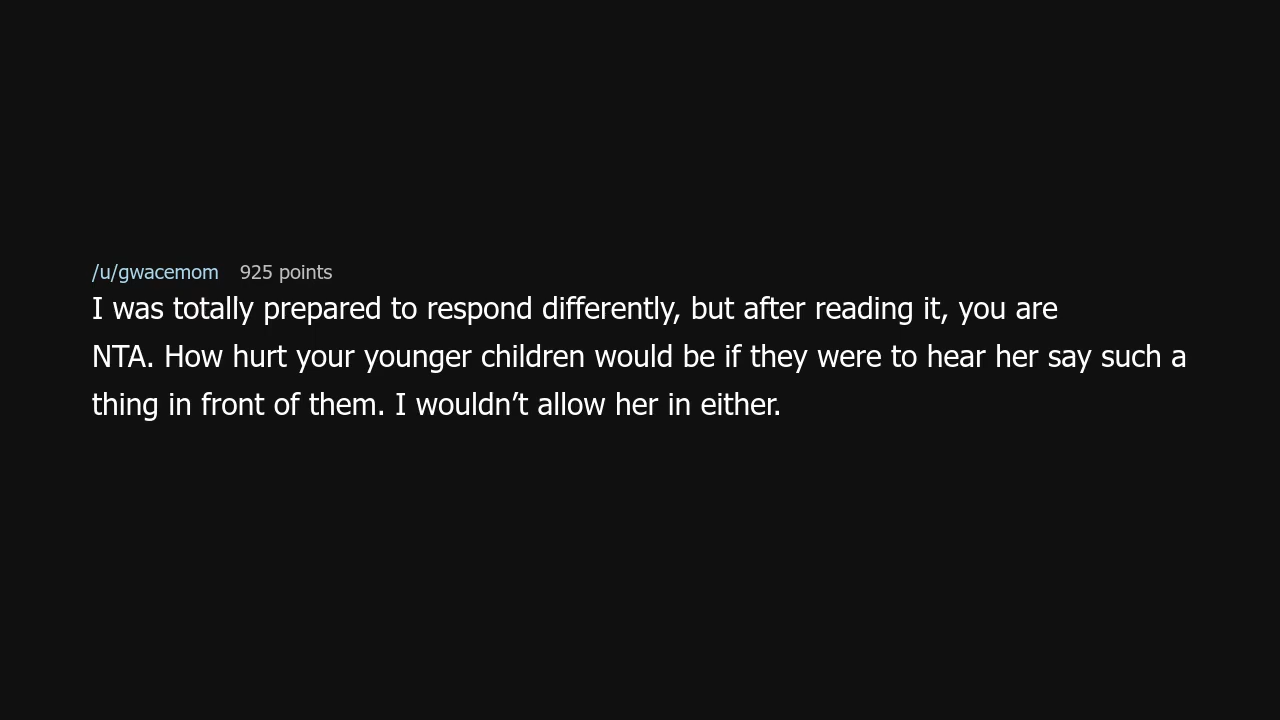 /u/gwacemom 925 points
I was totally prepared to respond differently, but after reading it, you are
NTA. How hurt your younger children would be if they were to hear her say such a
thing in front of them. I wouldn’t allow her in either.